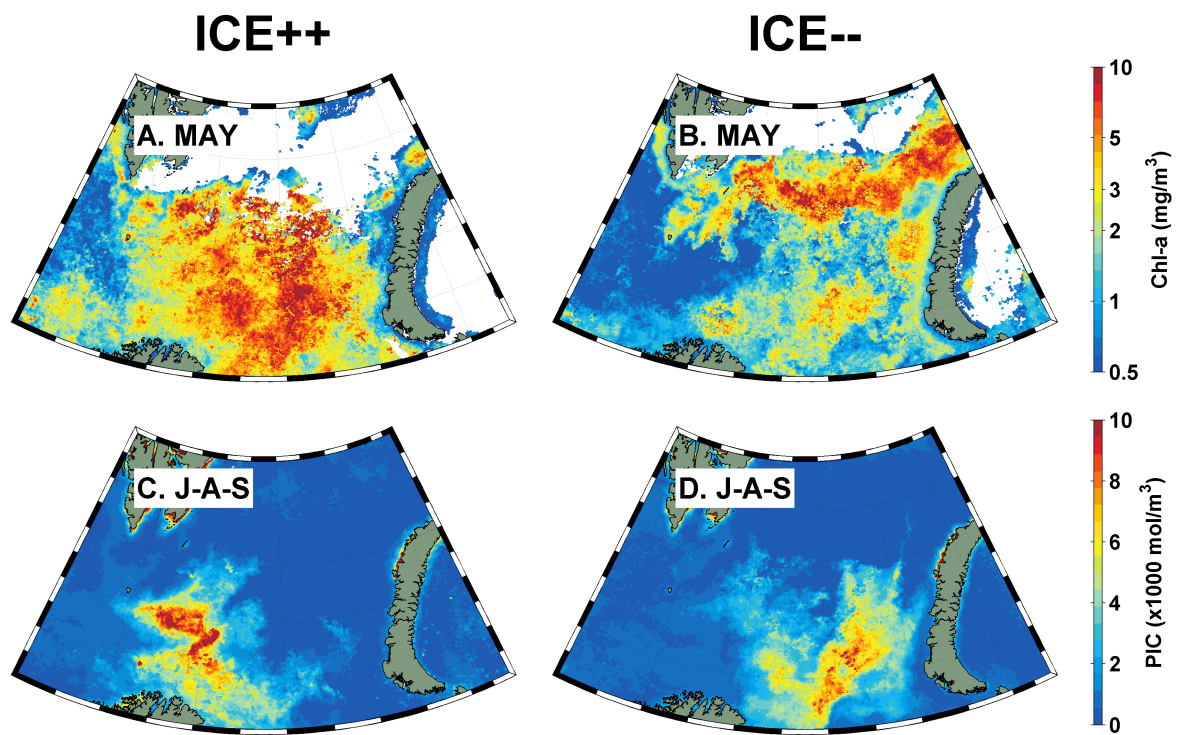 ICE++
ICE--
A. MAY
B. MAY
10
5
3
2
1
0.5
Chl-a (mg/m³)
C. J-A-S
D. J-A-S
10
8
6
4
2
0
PIC (x1000 mol/m³)